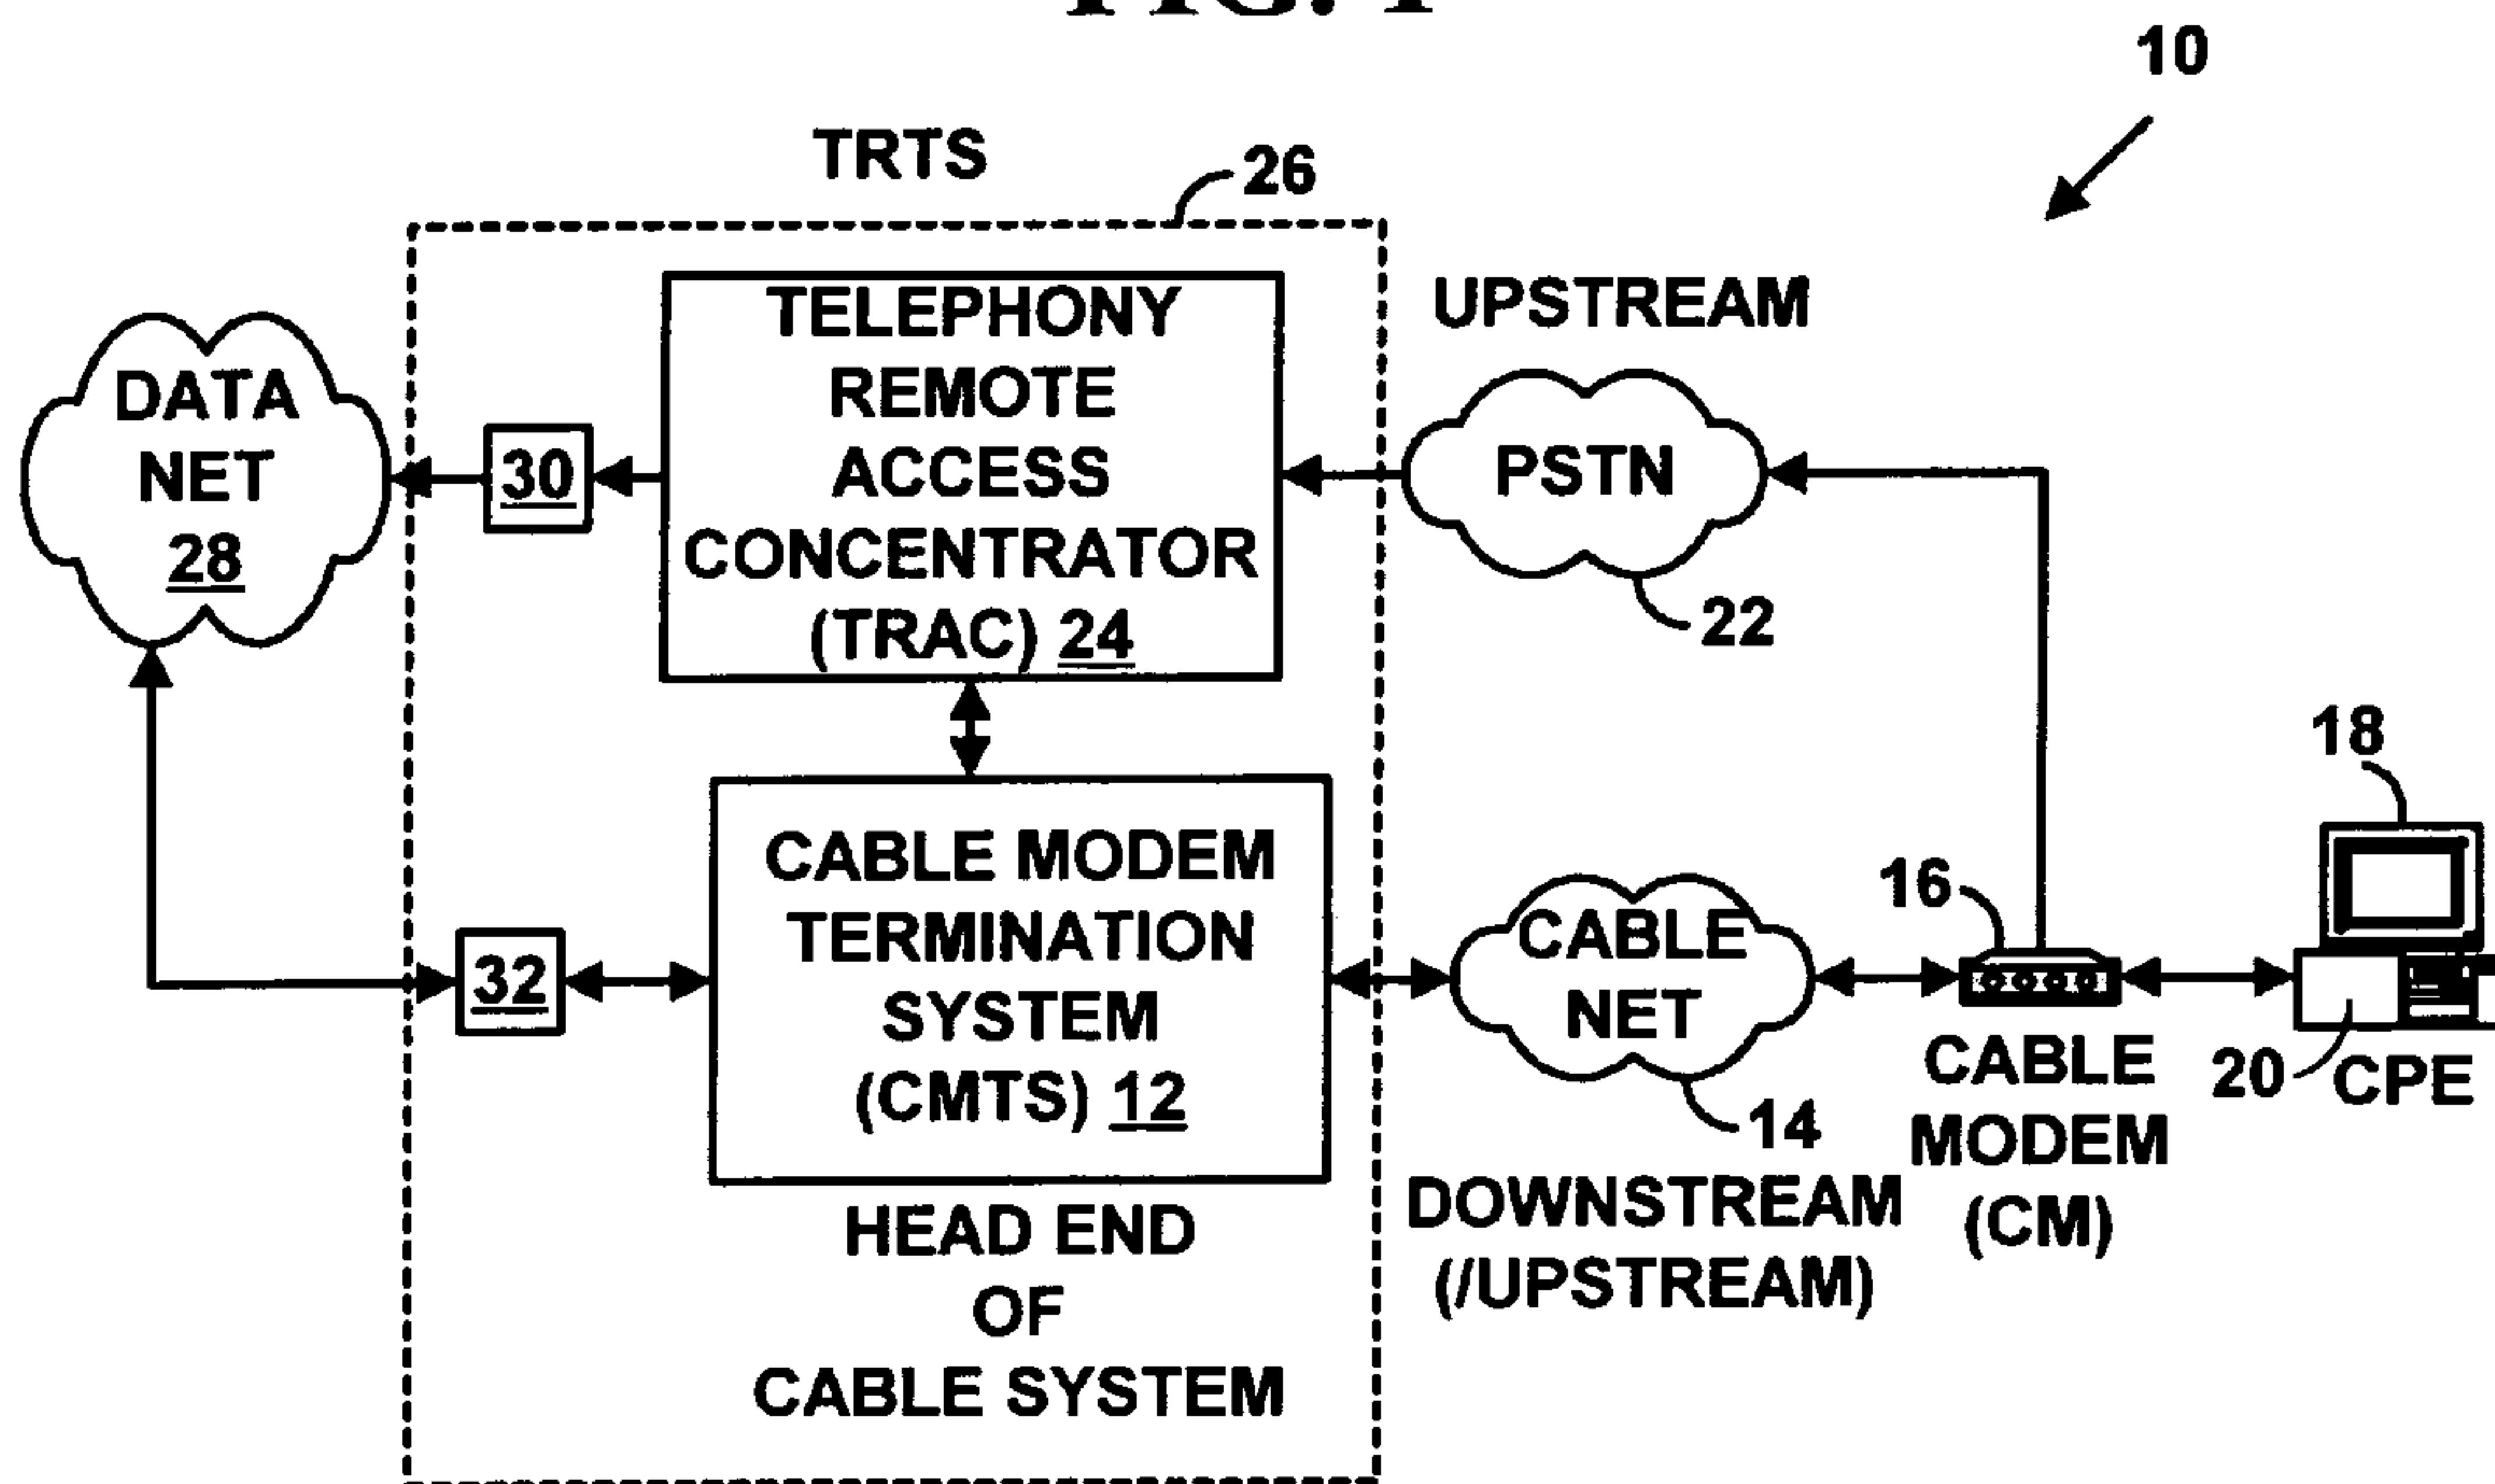 FIG. 1
10
TRTS
26
TELEPHONY
REMOTE
ACCESS
CONCENTRATOR
(TRAC) 24
UPSTREAM
DATA
NET
28
30
PSTN
22
18
CABLE MODEM
TERMINATION
SYSTEM
(CMTS) 12
32
CABLE
NET
14
16
20
CPE
CABLE
MODEM
(CM)
DOWNSTREAM
(/UPSTREAM)
HEAD END
OF
CABLE SYSTEM